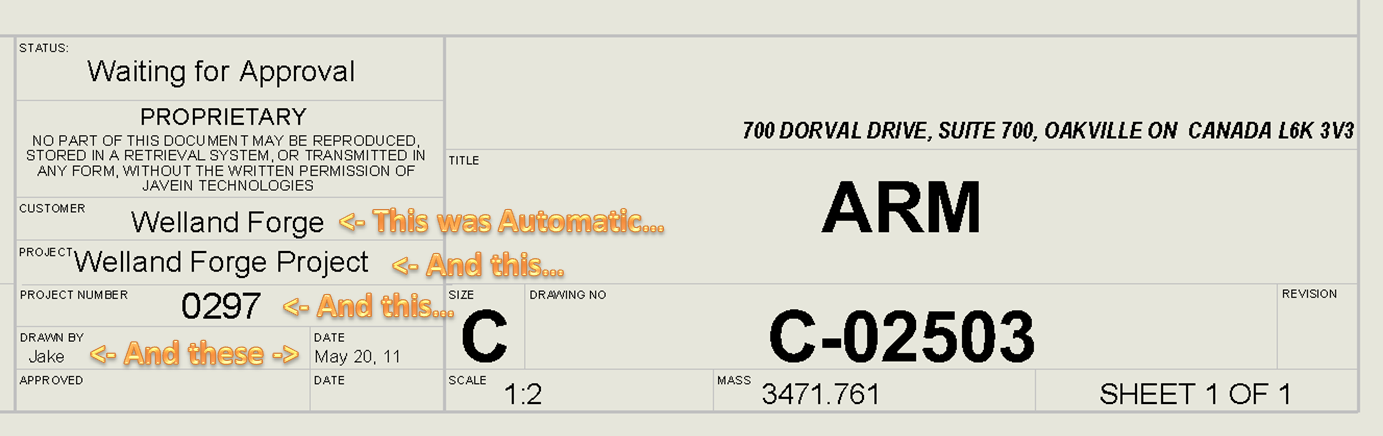 STATUS:
Waiting for Approval
PROPRIETARY
NO PART OF THIS DOCUMENT MAY BE REPRODUCED,
STORED IN A RETRIEVAL SYSTEM, OR TRANSMITTED IN
ANY FORM, WITHOUT THE WRITTEN PERMISSION OF
JAVEIN TECHNOLOGIES
CUSTOMER
Welland Forge <- This was Automatic...
PROJECT
Welland Forge Project <- And this...
PROJECT NUMBER
0297 <- And this...
DRAWN BY
Jake <- And these ->
DATE
May 20, 11
APPROVED
DATE
700 DORVAL DRIVE, SUITE 700, OAKVILLE ON  CANADA L6K 3V3
TITLE
ARM
SIZE
C
DRAWING NO
C-02503
REVISION
SCALE 1:2
MASS 3471.761
SHEET 1 OF 1